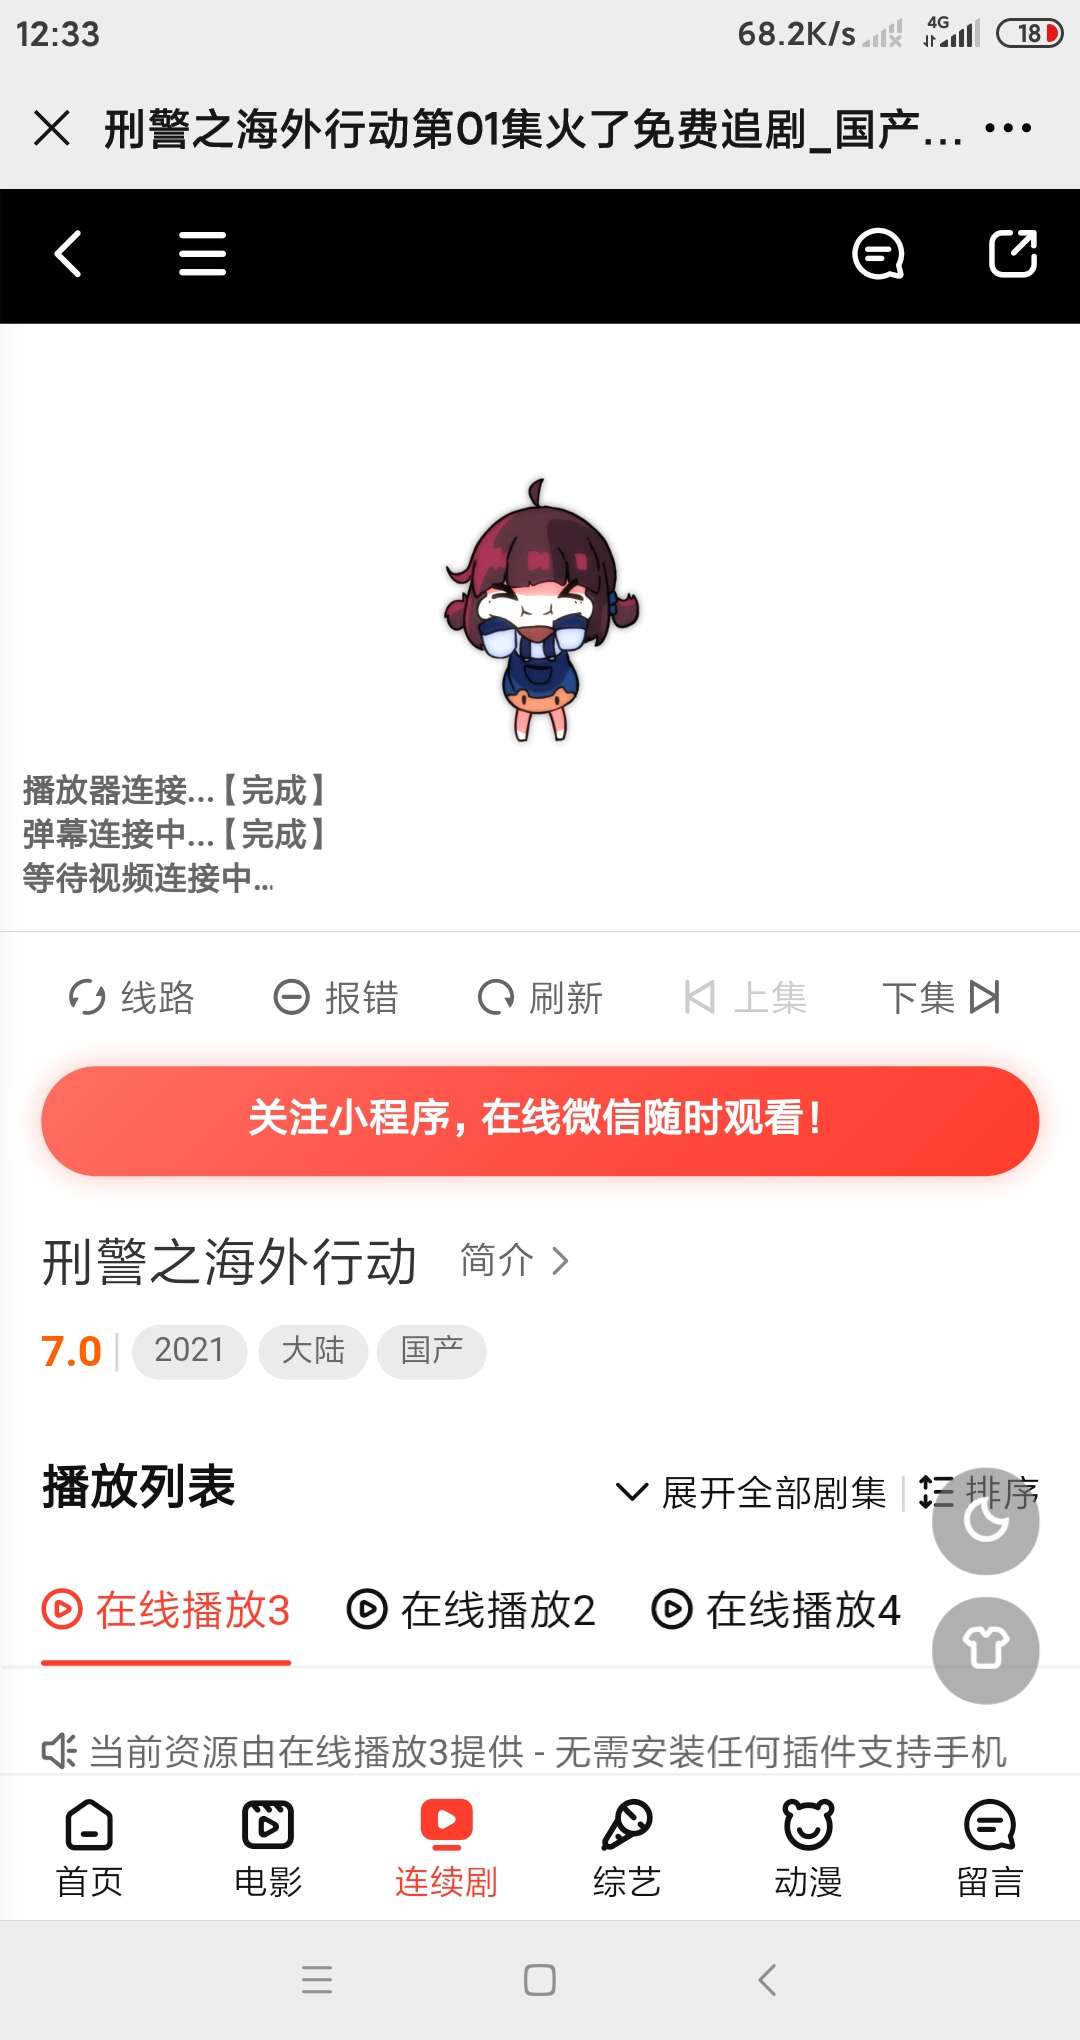 12:33
68.2K/s
4G
18
刑警之海外行动第01集火了免费追剧_国产...
播放器连接...【完成】
弹幕连接中...【完成】
等待视频连接中...
线路 报错 刷新 上集 下集
关注小程序,在线微信随时观看!
刑警之海外行动 简介
7.0 2021 大陆 国产
播放列表 展开全部剧集 排序
在线播放3 在线播放2 在线播放4
当前资源由在线播放3提供 - 无需安装任何插件支持手机
首页 电影 连续剧 综艺 动漫 留言